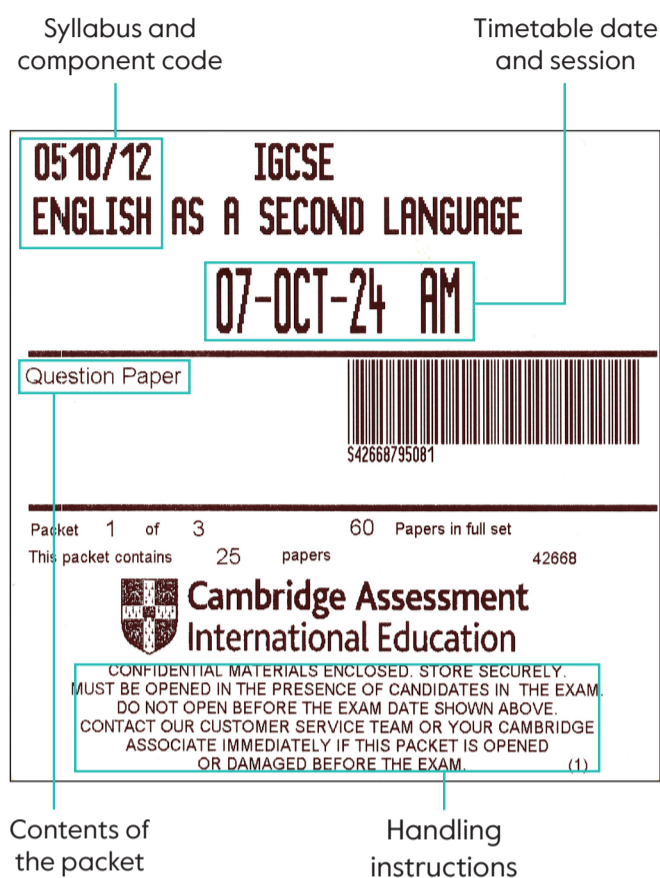 Syllabus and
component code
Timetable date
and session
0510/12 IGCSE
ENGLISH AS A SECOND LANGUAGE
07-OCT-24 AM
Question Paper
S42668795081
Packet 1 of 3 60 Papers in full set
This packet contains 25 papers 42668
Cambridge Assessment
International Education
CONFIDENTIAL MATERIALS ENCLOSED. STORE SECURELY.
MUST BE OPENED IN THE PRESENCE OF CANDIDATES IN THE EXAM.
DO NOT OPEN BEFORE THE EXAM DATE SHOWN ABOVE.
CONTACT OUR CUSTOMER SERVICE TEAM OR YOUR CAMBRIDGE
ASSOCIATE IMMEDIATELY IF THIS PACKET IS OPENED
OR DAMAGED BEFORE THE EXAM. (1)
Contents of
the packet
Handling
instructions